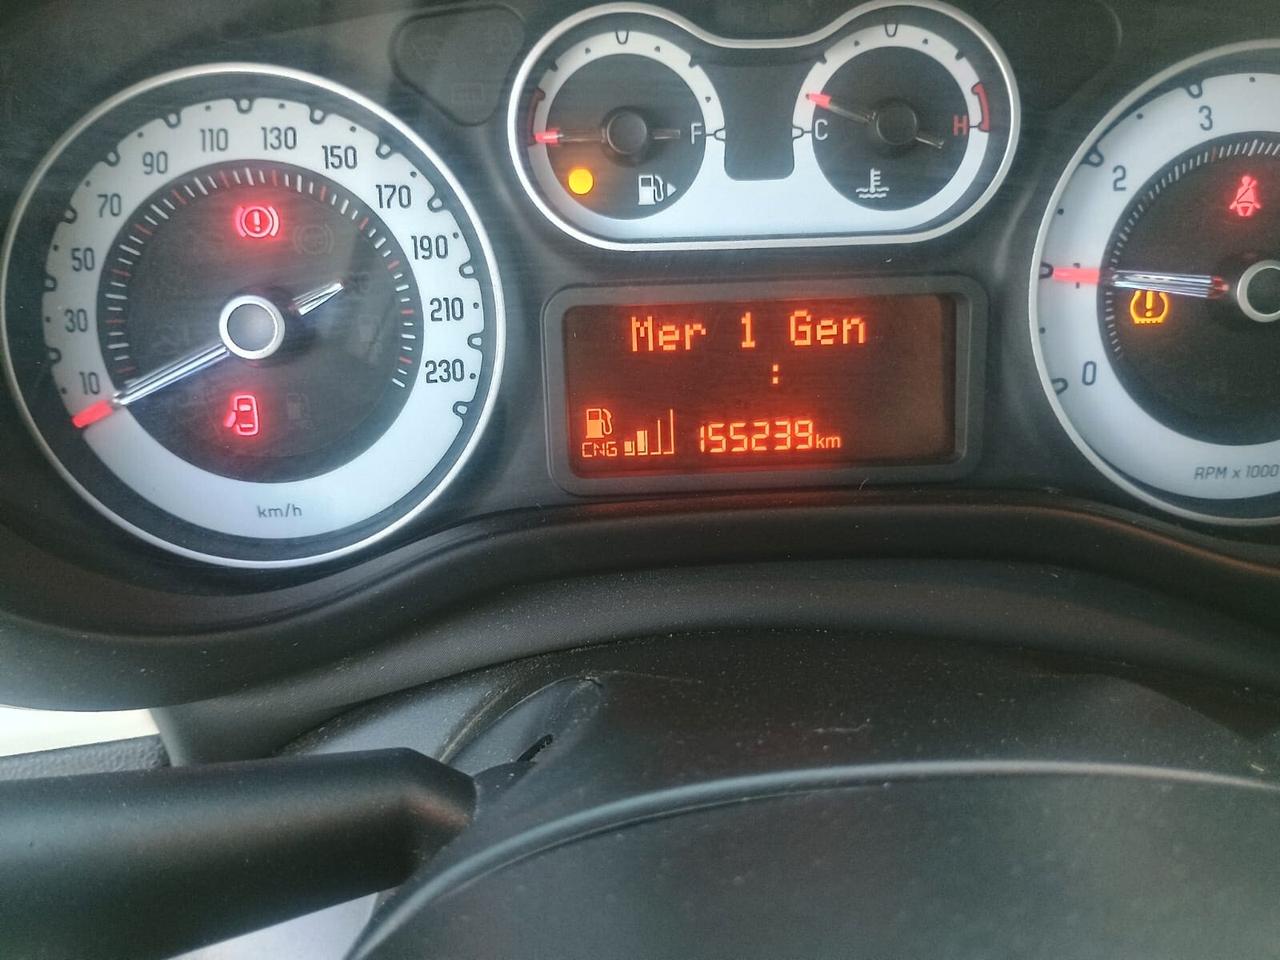 10 30 50 70 90 110 130 150 170 190 210 230
km/h
F
C H
Mer 1 Gen
:
CNG 155239km
0 1 2 3
RPM x 1000